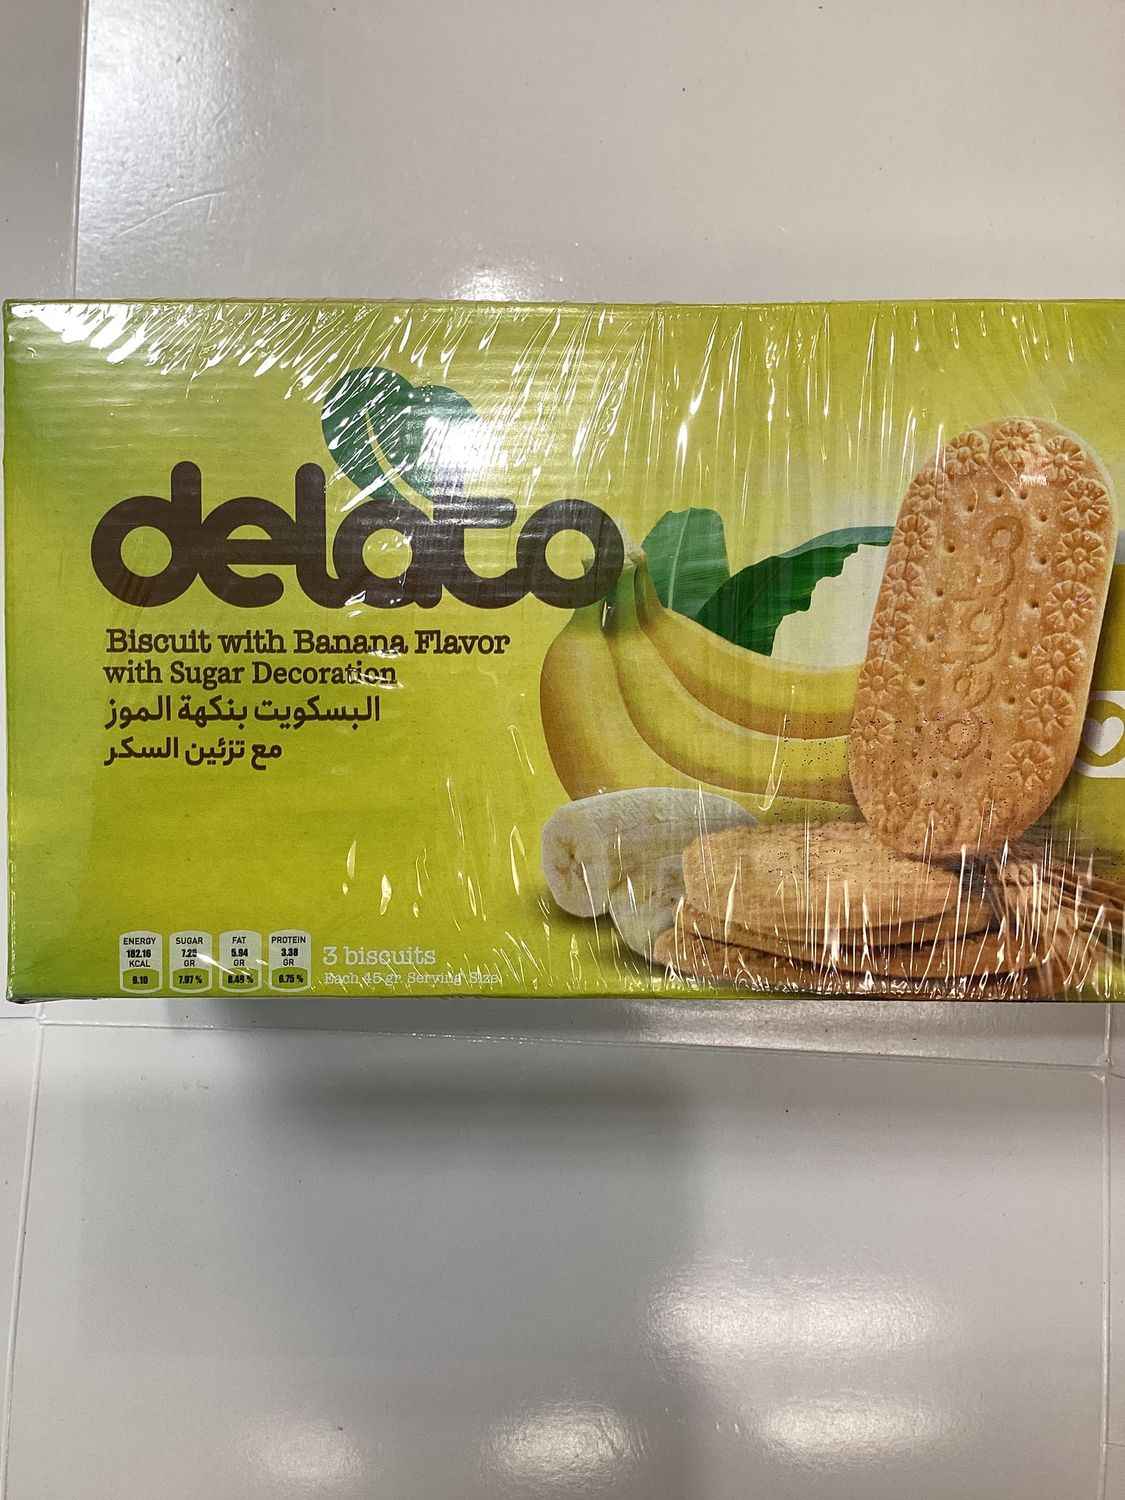 delato
Biscuit with Banana Flavor
with Sugar Decoration
البسكويت بنكهة الموز
مع تزئين السكر
delato
ENERGY SUGAR FAT PROTEIN
182.16 7.25 5.94 3.38
KCAL GR GR GR
9.10 7.97 % 8.48 % 6.75 %
3 biscuits
Each 45 gr Serving Size